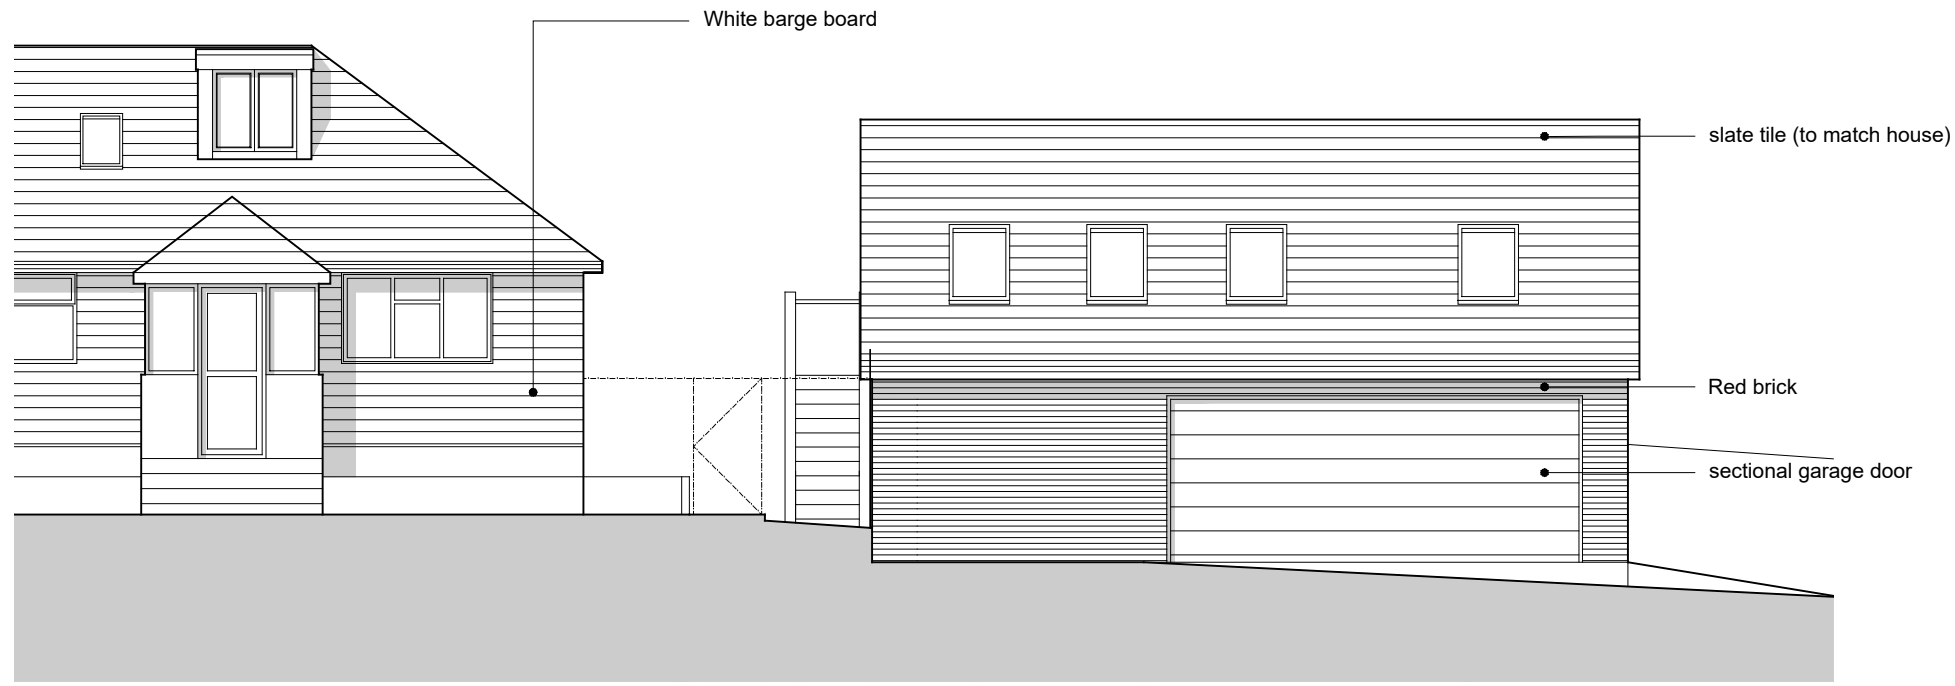 White barge board
slate tile (to match house)
Red brick
sectional garage door